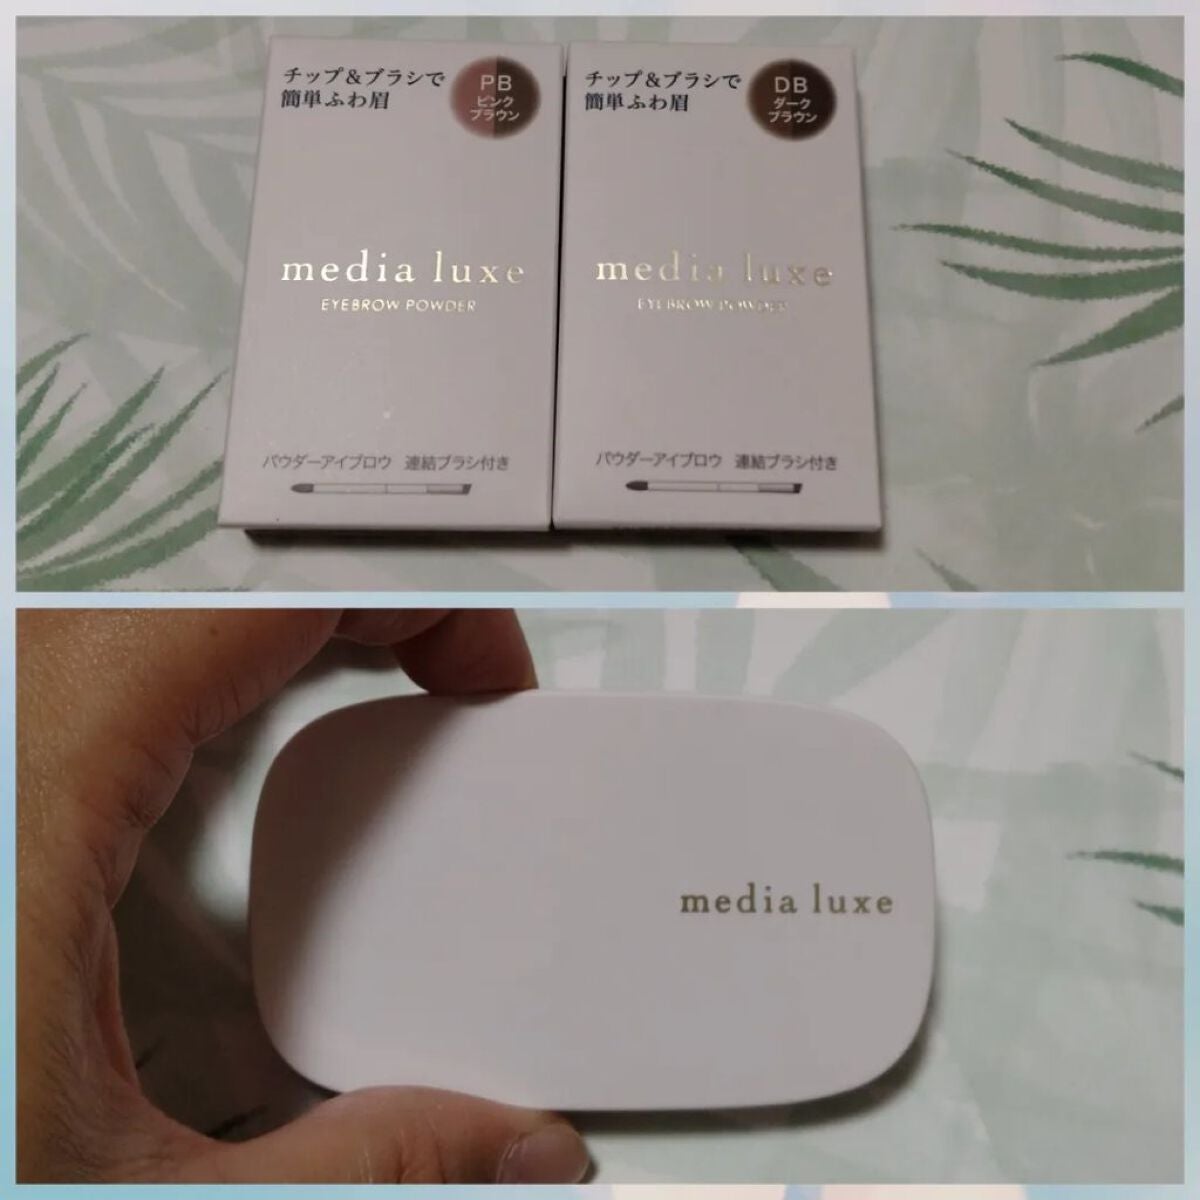 チップ&ブラシで
簡単ふわ眉
PB
ピンク
ブラウン
media luxe
EYEBROW POWDER
パウダーアイブロウ 連結ブラシ付き
チップ&ブラシで
簡単ふわ眉
DB
ダーク
ブラウン
media luxe
EYEBROW POWDER
パウダーアイブロウ 連結ブラシ付き
media luxe